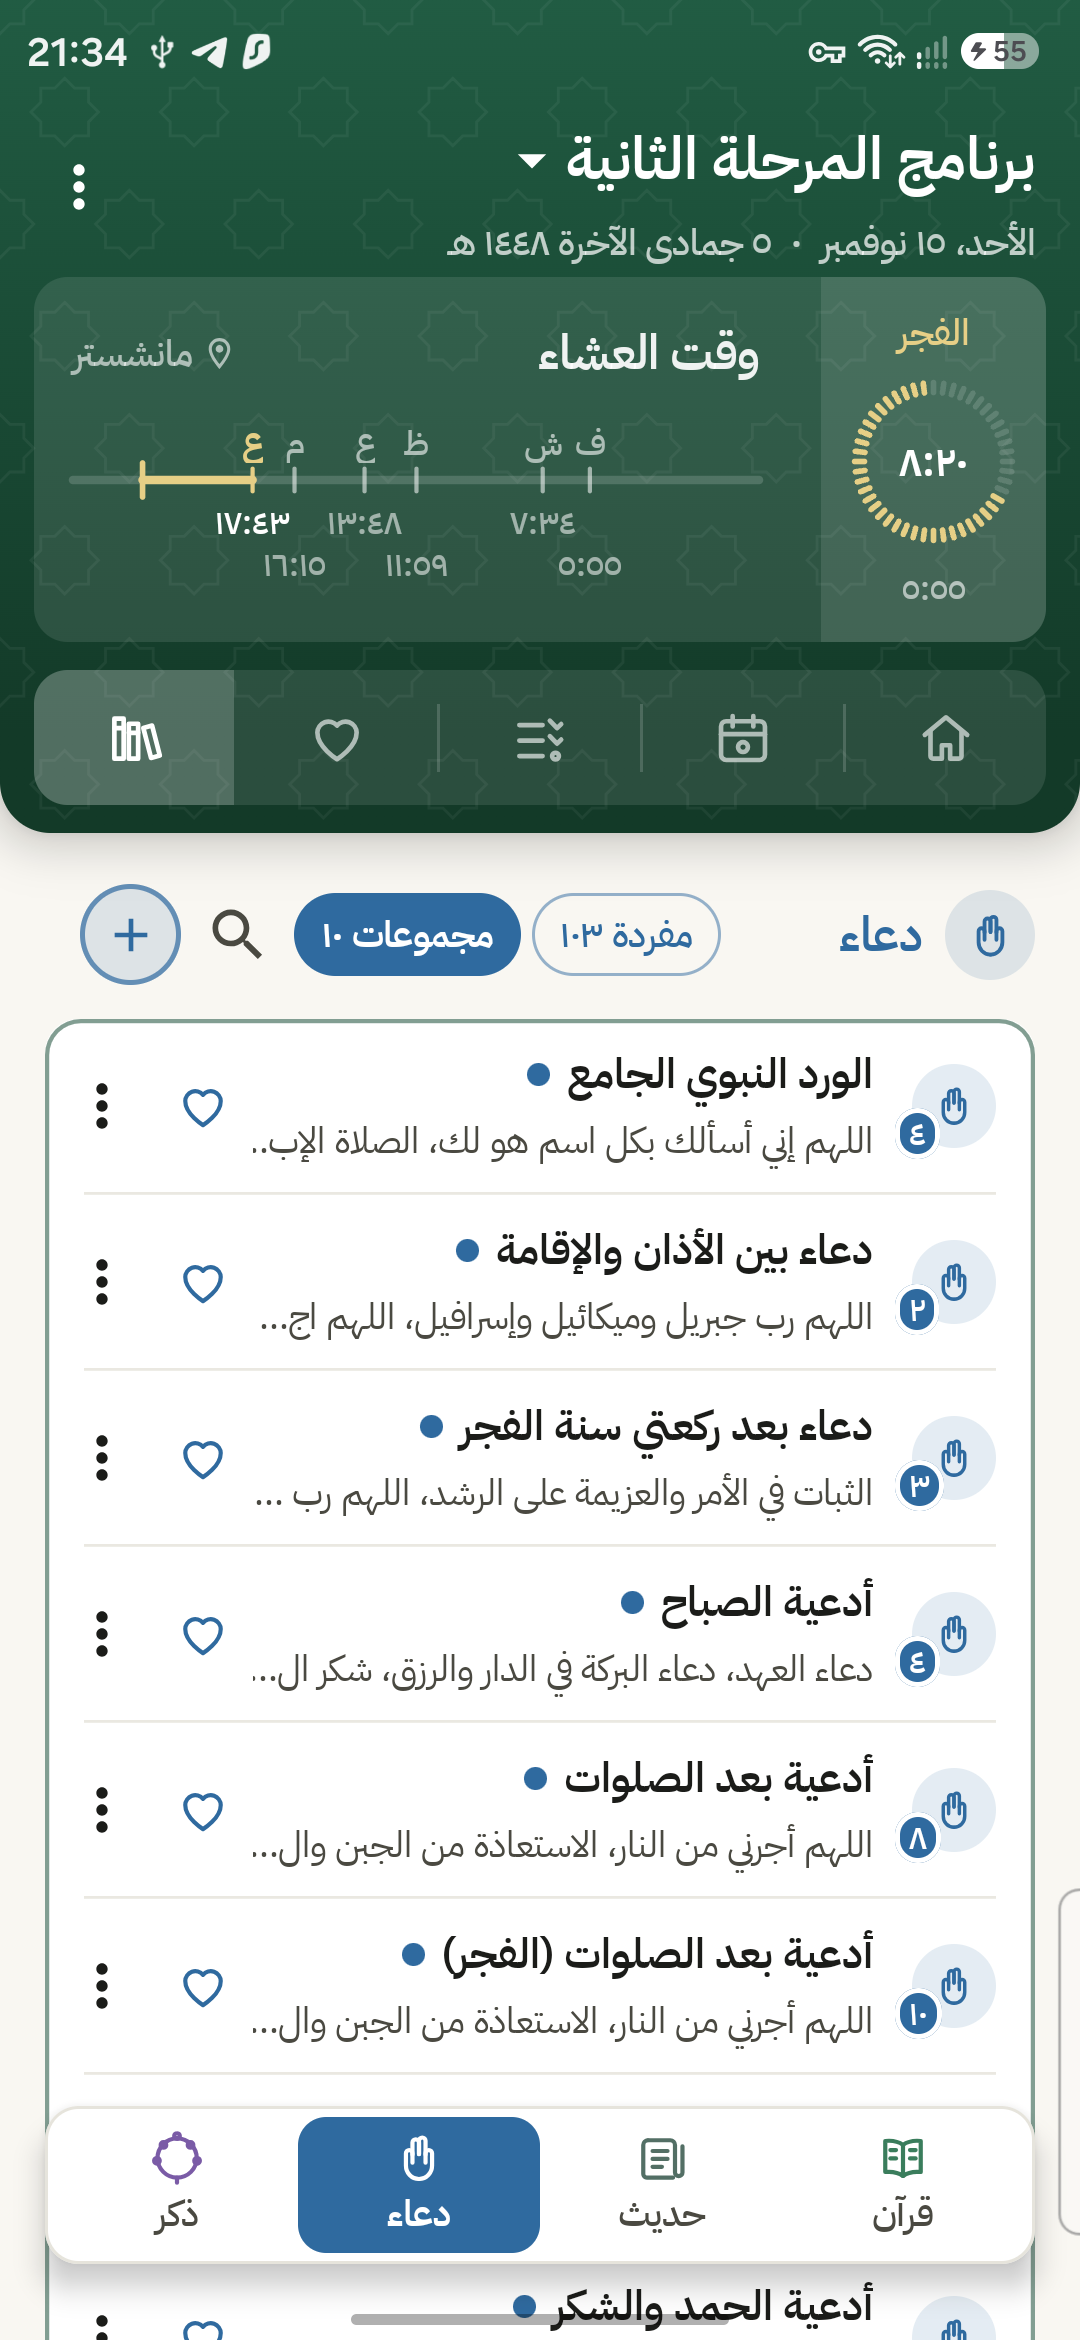 21:34
55
برنامج المرحلة الثانية
الأحد، ١٥ نوفمبر · ٥ جمادى الآخرة ١٤٤٨ هـ
الفجر
٨:٢٠
٥:٥٥
وقت العشاء
مانشستر
ف ش ظ ع م ع
٧:٣٤ ١٣:٤٨ ١٧:٤٣
٥:٥٥ ١١:٥٩ ١٦:١٥
دعاء
مفردة ١٠٣
مجموعات ١٠
الورد النبوي الجامع
٤
اللهم إني أسألك بكل اسم هو لك، الصلاة الإب...
دعاء بين الأذان والإقامة
٢
اللهم رب جبريل وميكائيل وإسرافيل، اللهم اج...
دعاء بعد ركعتي سنة الفجر
٣
الثبات في الأمر والعزيمة على الرشد، اللهم رب ...
أدعية الصباح
٤
دعاء العهد، دعاء البركة في الدار والرزق، شكر ال...
أدعية بعد الصلوات
٨
اللهم أجرني من النار، الاستعاذة من الجبن وال...
أدعية بعد الصلوات (الفجر)
١٠
اللهم أجرني من النار، الاستعاذة من الجبن وال...
قرآن
حديث
دعاء
ذكر
أدعية الحمد والشكر